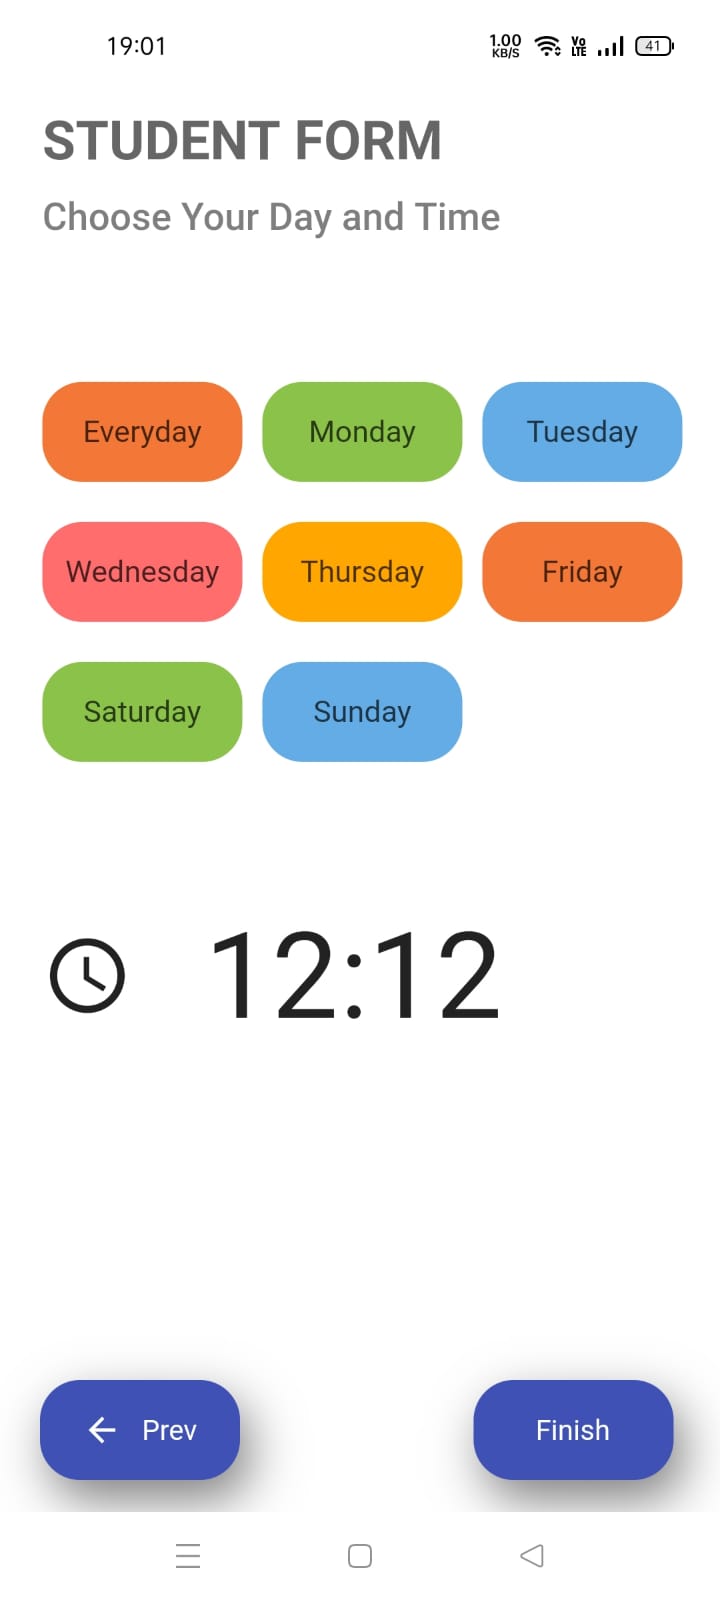 19:01 1.00 KB/S Vo LTE 41
STUDENT FORM
Choose Your Day and Time
Everyday Monday Tuesday
Wednesday Thursday Friday
Saturday Sunday
12:12
Prev Finish